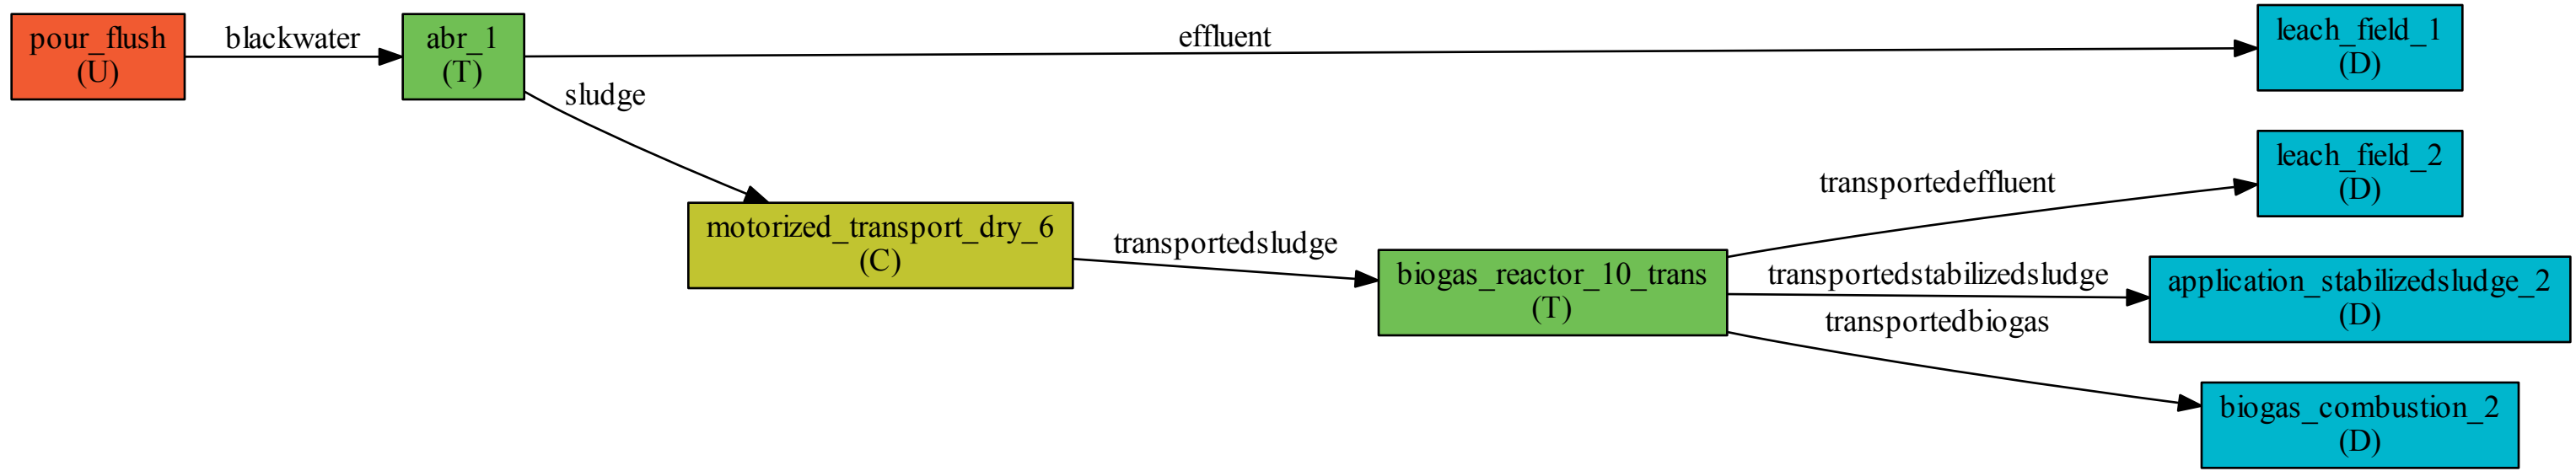 pour_flush
(U)
blackwater
abr_1
(T)
effluent
leach_field_1
(D)
sludge
motorized_transport_dry_6
(C)
transportedsludge
biogas_reactor_10_trans
(T)
transportedeffluent
leach_field_2
(D)
transportedstabilizedsludge
application_stabilizedsludge_2
(D)
transportedbiogas
biogas_combustion_2
(D)